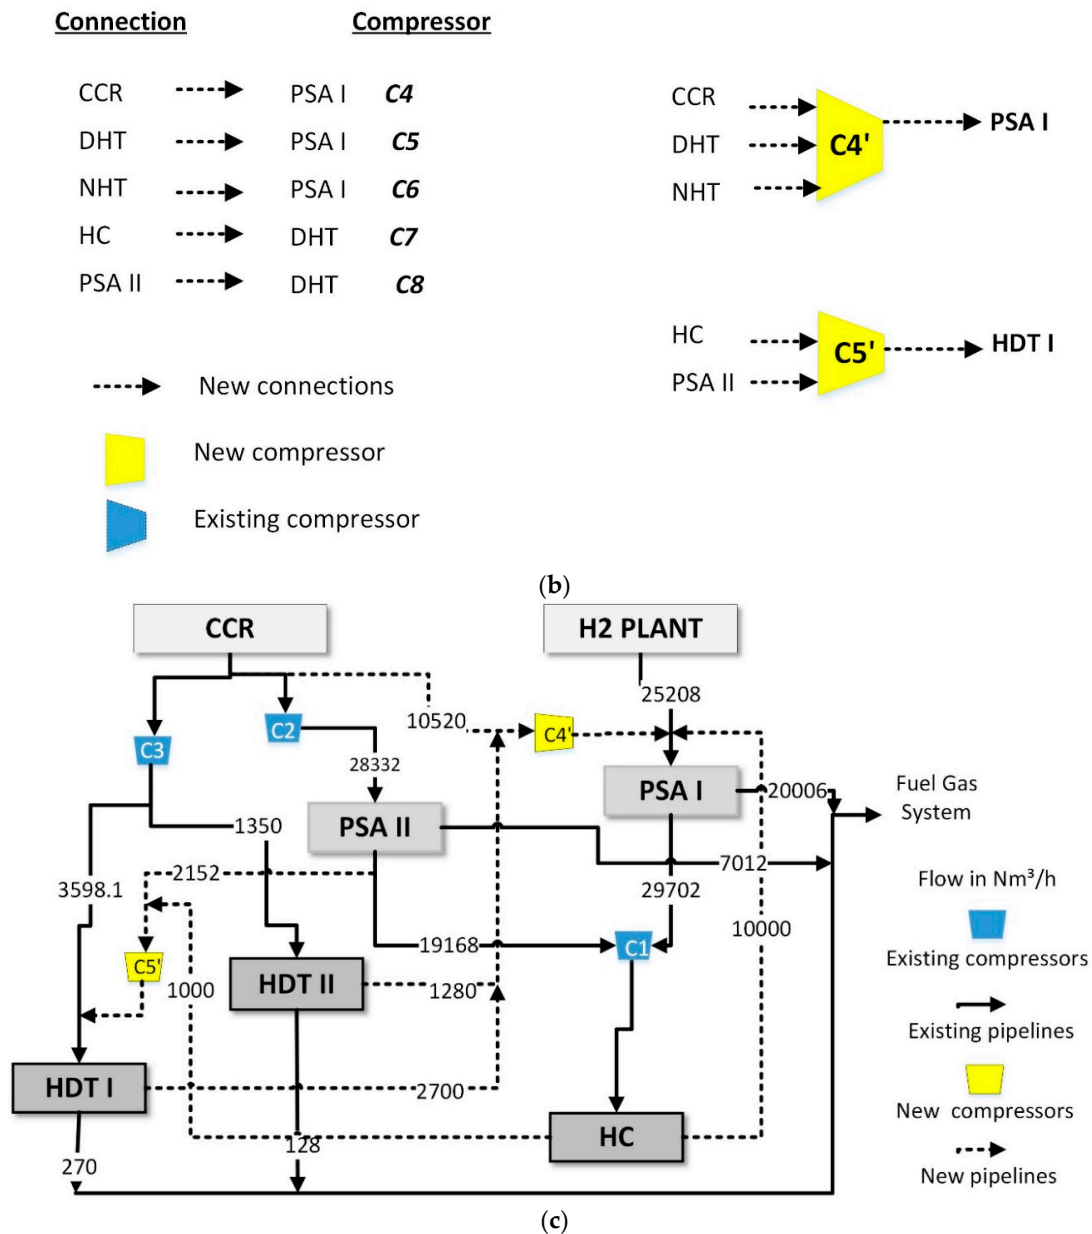 Connection Compressor
CCR PSA I C4
DHT PSA I C5
NHT PSA I C6
HC DHT C7
PSA II DHT C8
New connections
New compressor
Existing compressor
CCR
DHT
NHT
C4'
PSA I
HC
PSA II
C5'
HDT I
(b)
CCR
H2 PLANT
25208
10520
C4'
C2
C3
28332
PSA I
20006
Fuel Gas
System
1350
PSA II
7012
2152
3598.1
29702
10000
19168
C1
C5'
1000
HDT II
1280
HDT I
2700
HC
128
270
Flow in Nm³/h
Existing compressors
Existing pipelines
New compressors
New pipelines
(c)